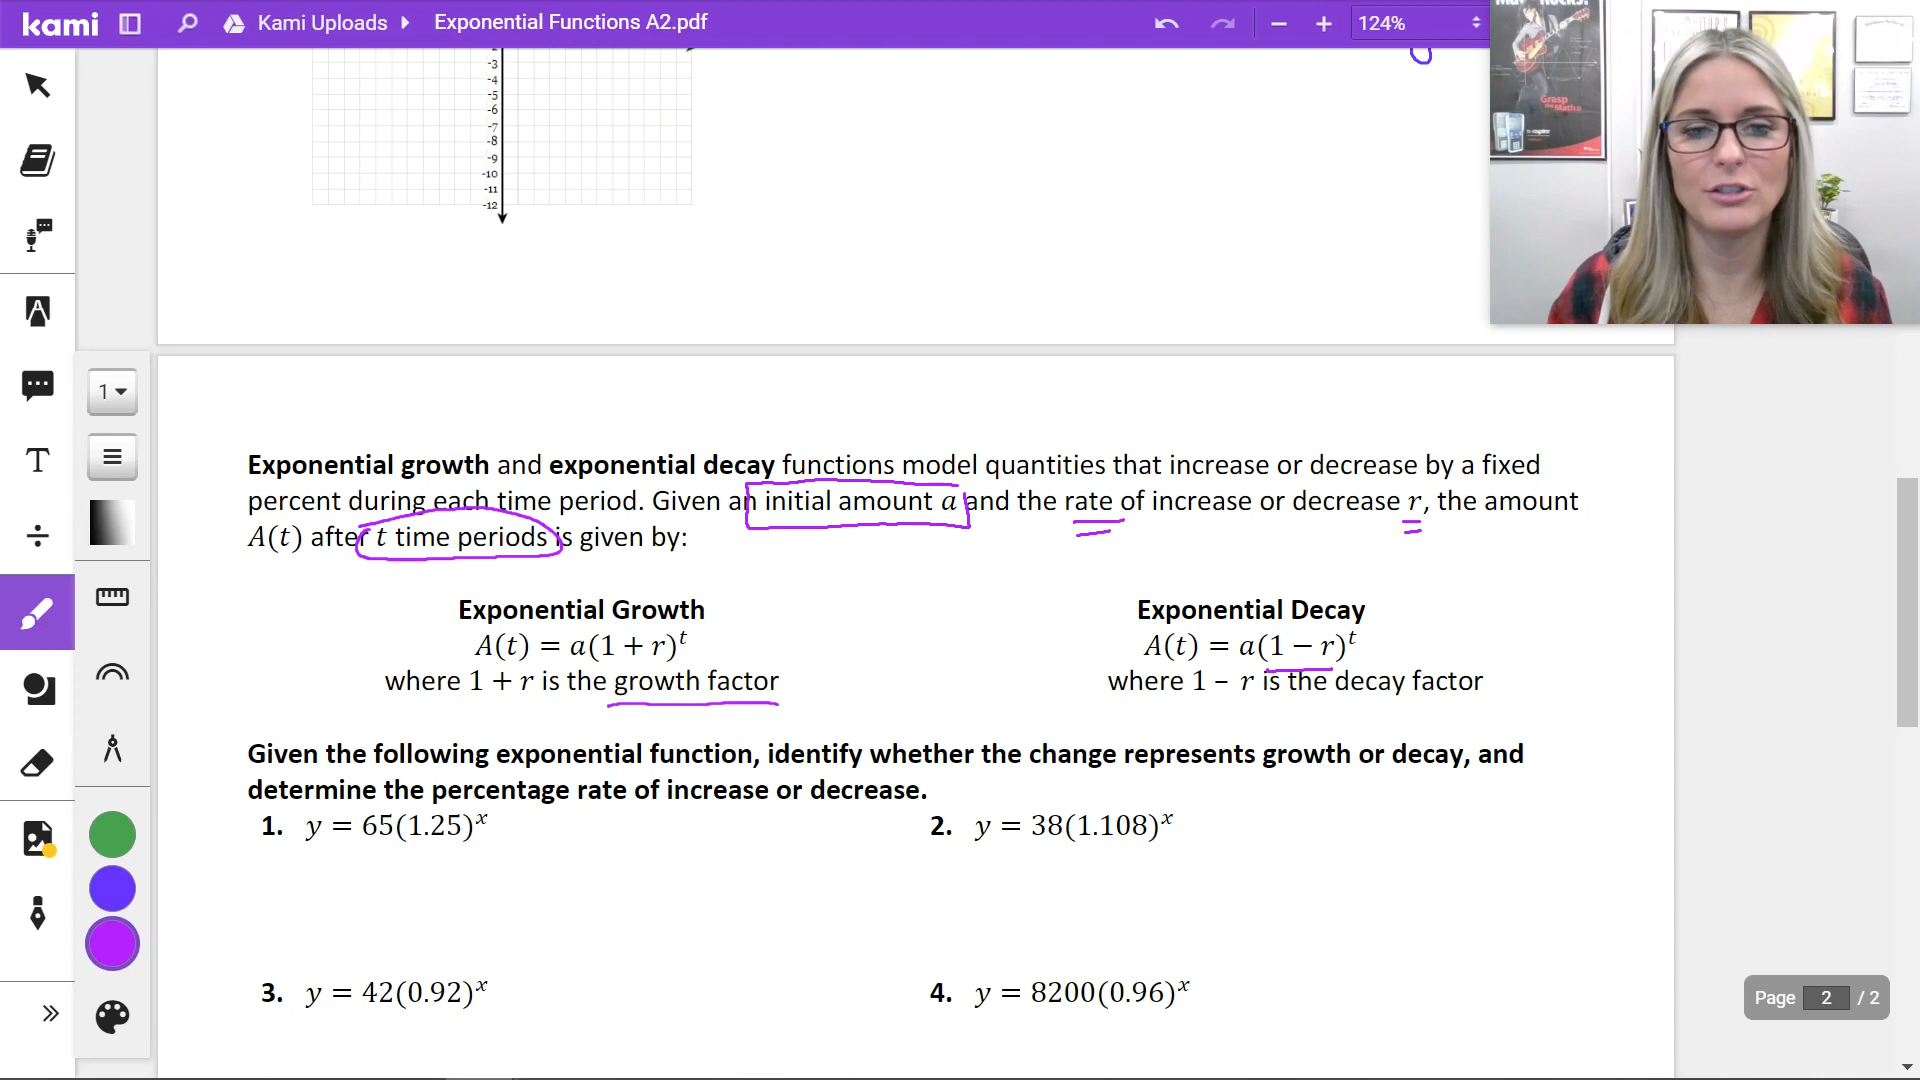 kami
Kami Uploads
Exponential Functions A2.pdf
124%
Grasp
the Maths
-3
-4
-5
-6
-7
-8
-9
-10
-11
-12
1
T
Exponential growth and exponential decay functions model quantities that increase or decrease by a fixed
percent during each time period. Given an initial amount a and the rate of increase or decrease r, the amount
A(t) after t time periods is given by:
Exponential Growth
A(t) = a(1 + r)^t
where 1 + r is the growth factor
Exponential Decay
A(t) = a(1 − r)^t
where 1 − r is the decay factor
Given the following exponential function, identify whether the change represents growth or decay, and
determine the percentage rate of increase or decrease.
1. y = 65(1.25)^x
2. y = 38(1.108)^x
3. y = 42(0.92)^x
4. y = 8200(0.96)^x
Page 2 / 2